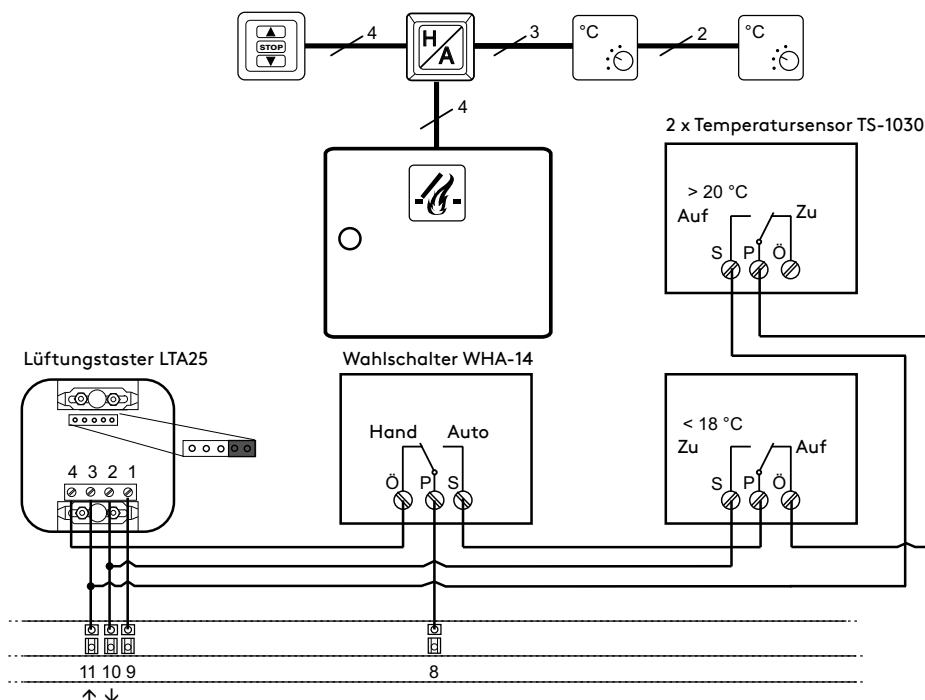 4
3
2
STOP
H
A
°C
°C
4
2 x Temperatursensor TS-1030
> 20 °C
Auf
Zu
S
P
Ö
Lüftungstaster LTA25
Wahlschalter WHA-14
< 18 °C
Hand
Auto
Zu
Auf
4 3 2 1
Ö
P
S
S
P
Ö
11 10 9
8